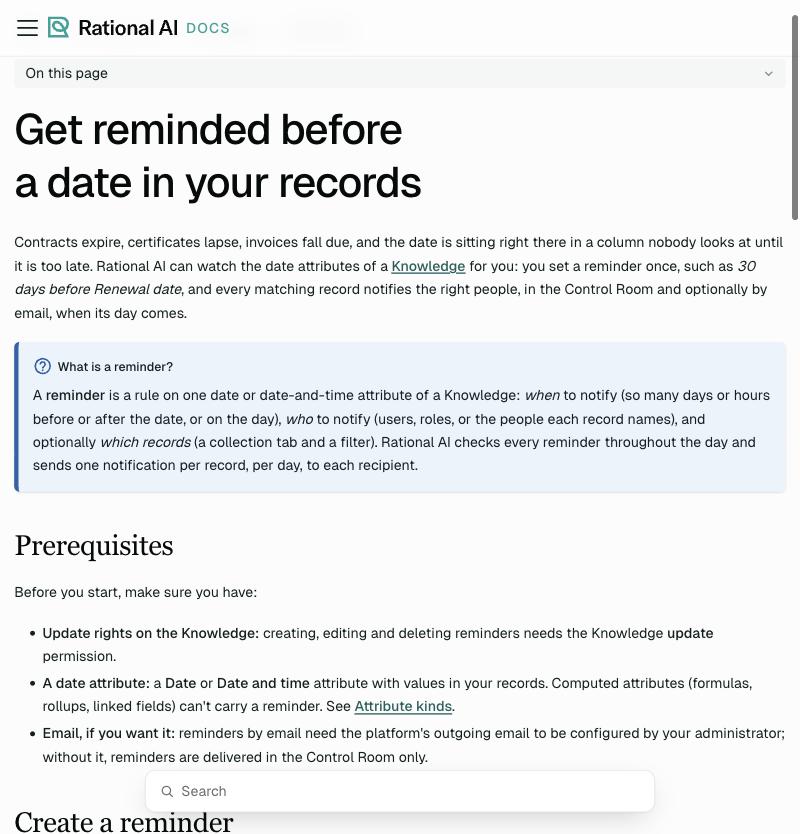 Rational AI DOCS
On this page
Get reminded before
a date in your records
Contracts expire, certificates lapse, invoices fall due, and the date is sitting right there in a column nobody looks at until
it is too late. Rational AI can watch the date attributes of a Knowledge for you: you set a reminder once, such as 30
days before Renewal date, and every matching record notifies the right people, in the Control Room and optionally by
email, when its day comes.
What is a reminder?
A reminder is a rule on one date or date-and-time attribute of a Knowledge: when to notify (so many days or hours
before or after the date, or on the day), who to notify (users, roles, or the people each record names), and
optionally which records (a collection tab and a filter). Rational AI checks every reminder throughout the day and
sends one notification per record, per day, to each recipient.
Prerequisites
Before you start, make sure you have:
• Update rights on the Knowledge: creating, editing and deleting reminders needs the Knowledge update
permission.
• A date attribute: a Date or Date and time attribute with values in your records. Computed attributes (formulas,
rollups, linked fields) can't carry a reminder. See Attribute kinds.
• Email, if you want it: reminders by email need the platform's outgoing email to be configured by your administrator;
without it, reminders are delivered in the Control Room only.
Search
Create a reminder